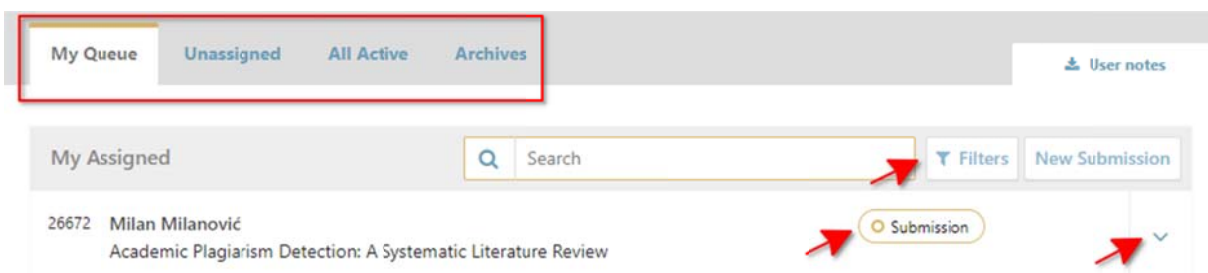 My Queue Unassigned All Active Archives
User notes
My Assigned Search Filters New Submission
26672 Milan Milanović Submission
Academic Plagiarism Detection: A Systematic Literature Review